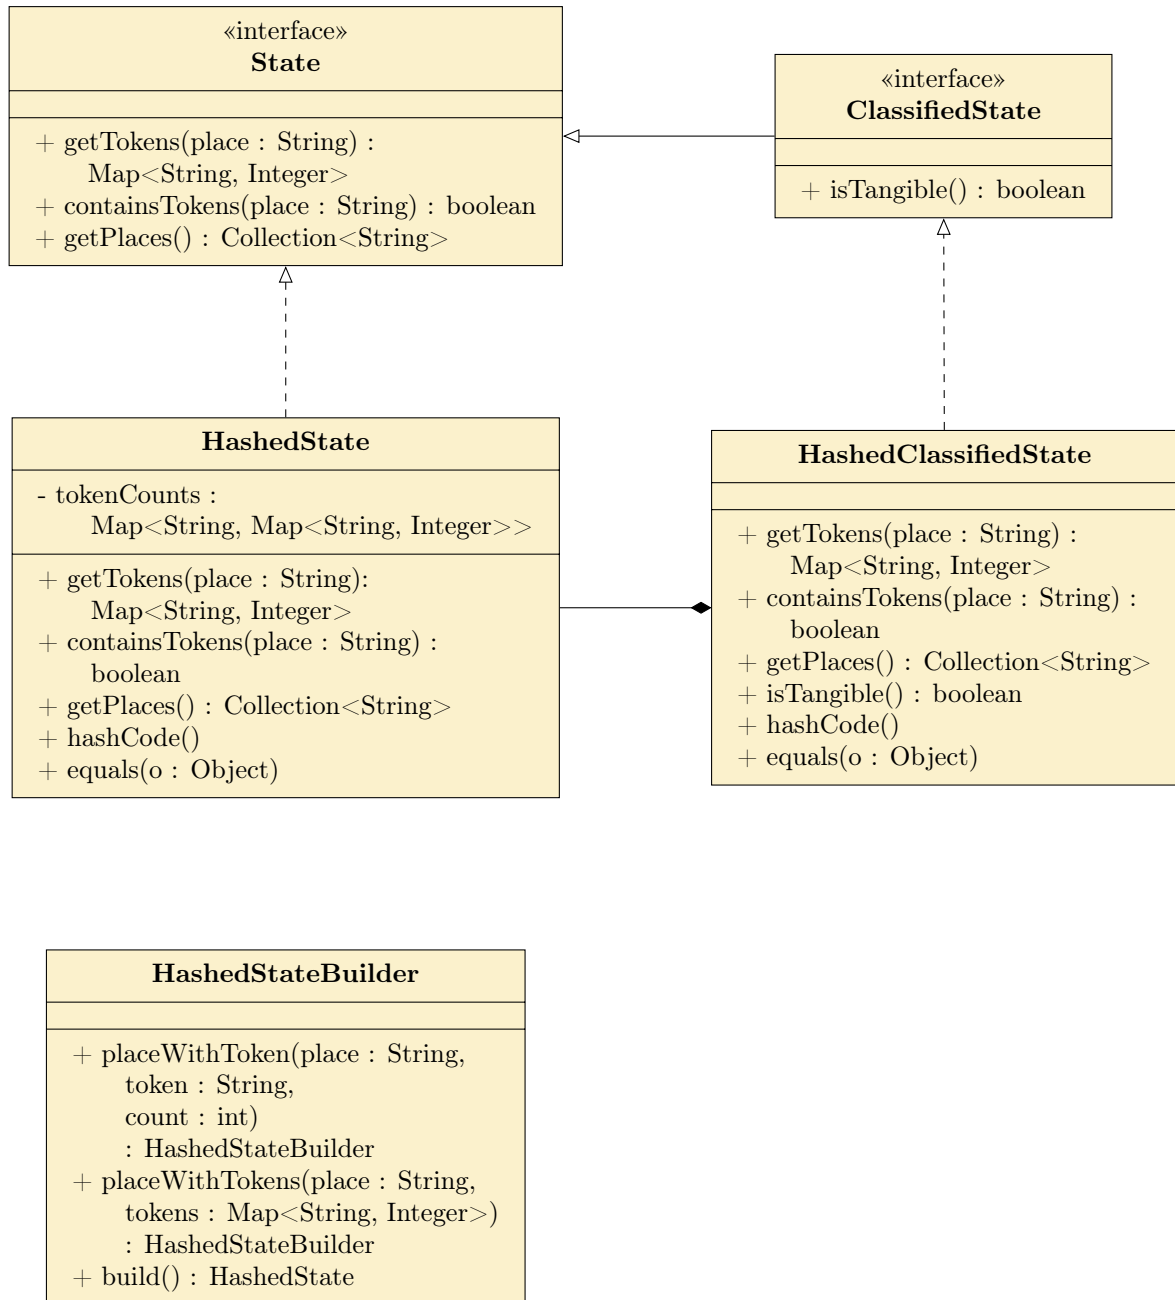 «interface»
State
+ getTokens(place : String) :
Map<String, Integer>
+ containsTokens(place : String) : boolean
+ getPlaces() : Collection<String>
«interface»
ClassifiedState
+ isTangible() : boolean
HashedState
- tokenCounts :
Map<String, Map<String, Integer>>
+ getTokens(place : String):
Map<String, Integer>
+ containsTokens(place : String) :
boolean
+ getPlaces() : Collection<String>
+ hashCode()
+ equals(o : Object)
HashedClassifiedState
+ getTokens(place : String) :
Map<String, Integer>
+ containsTokens(place : String) :
boolean
+ getPlaces() : Collection<String>
+ isTangible() : boolean
+ hashCode()
+ equals(o : Object)
HashedStateBuilder
+ placeWithToken(place : String,
token : String,
count : int)
: HashedStateBuilder
+ placeWithTokens(place : String,
tokens : Map<String, Integer>)
: HashedStateBuilder
+ build() : HashedState